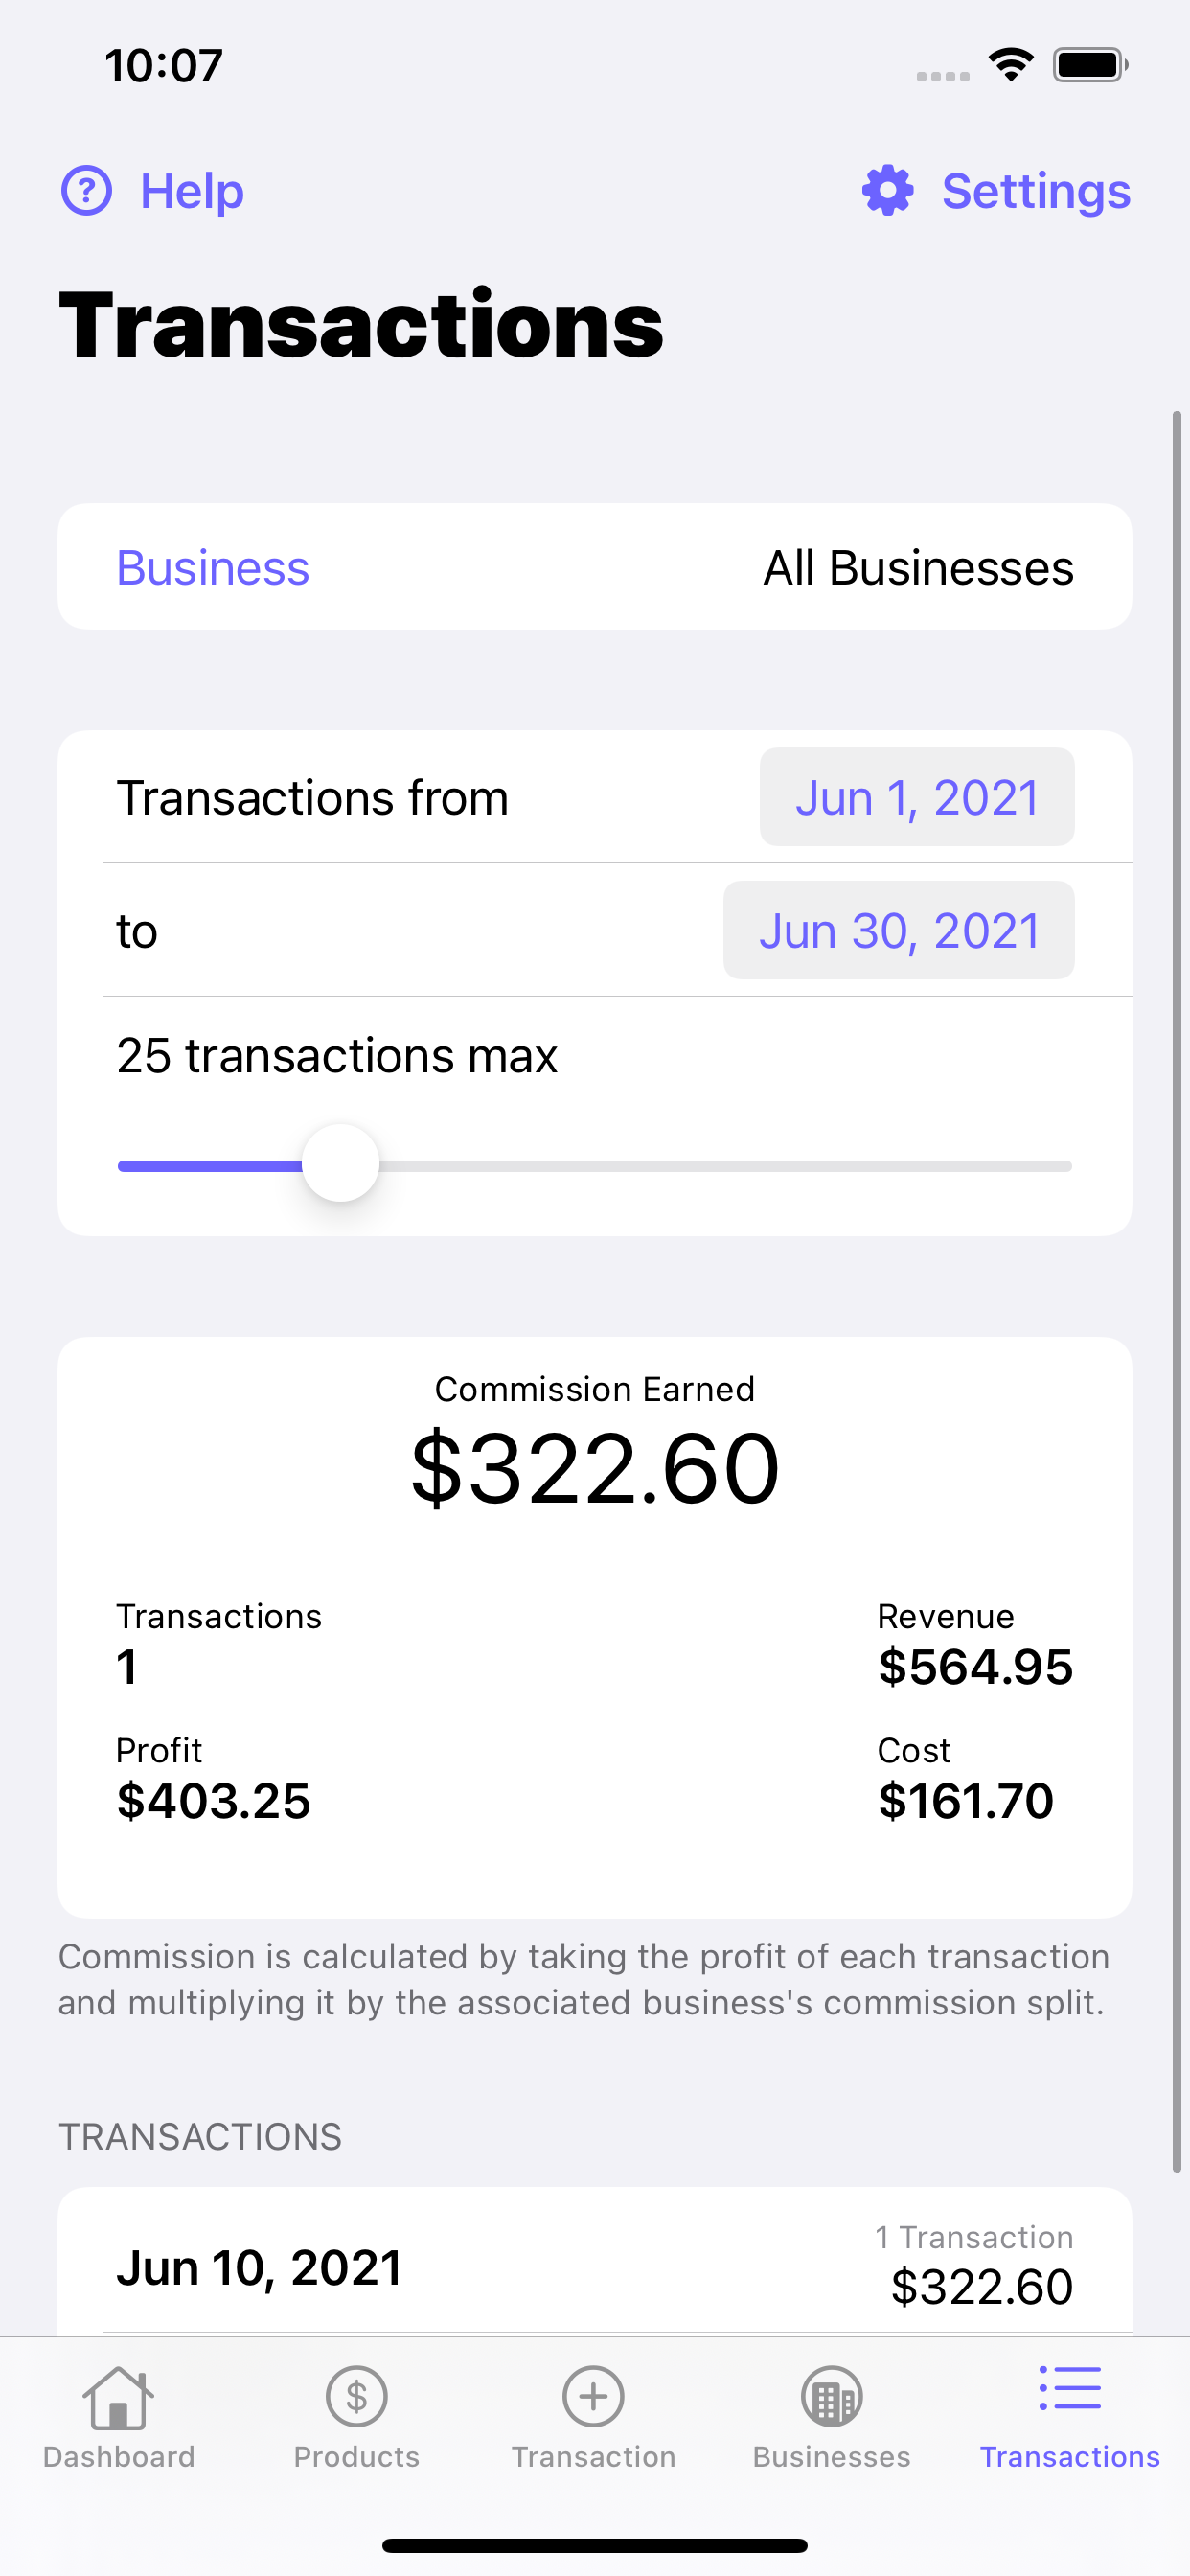 10:07
Help
Settings
Transactions
Business
All Businesses
Transactions from
Jun 1, 2021
to
Jun 30, 2021
25 transactions max
Commission Earned
$322.60
Transactions
Revenue
1
$564.95
Profit
Cost
$403.25
$161.70
Commission is calculated by taking the profit of each transaction
and multiplying it by the associated business's commission split.
TRANSACTIONS
1 Transaction
Jun 10, 2021
$322.60
Dashboard
Products
Transaction
Businesses
Transactions